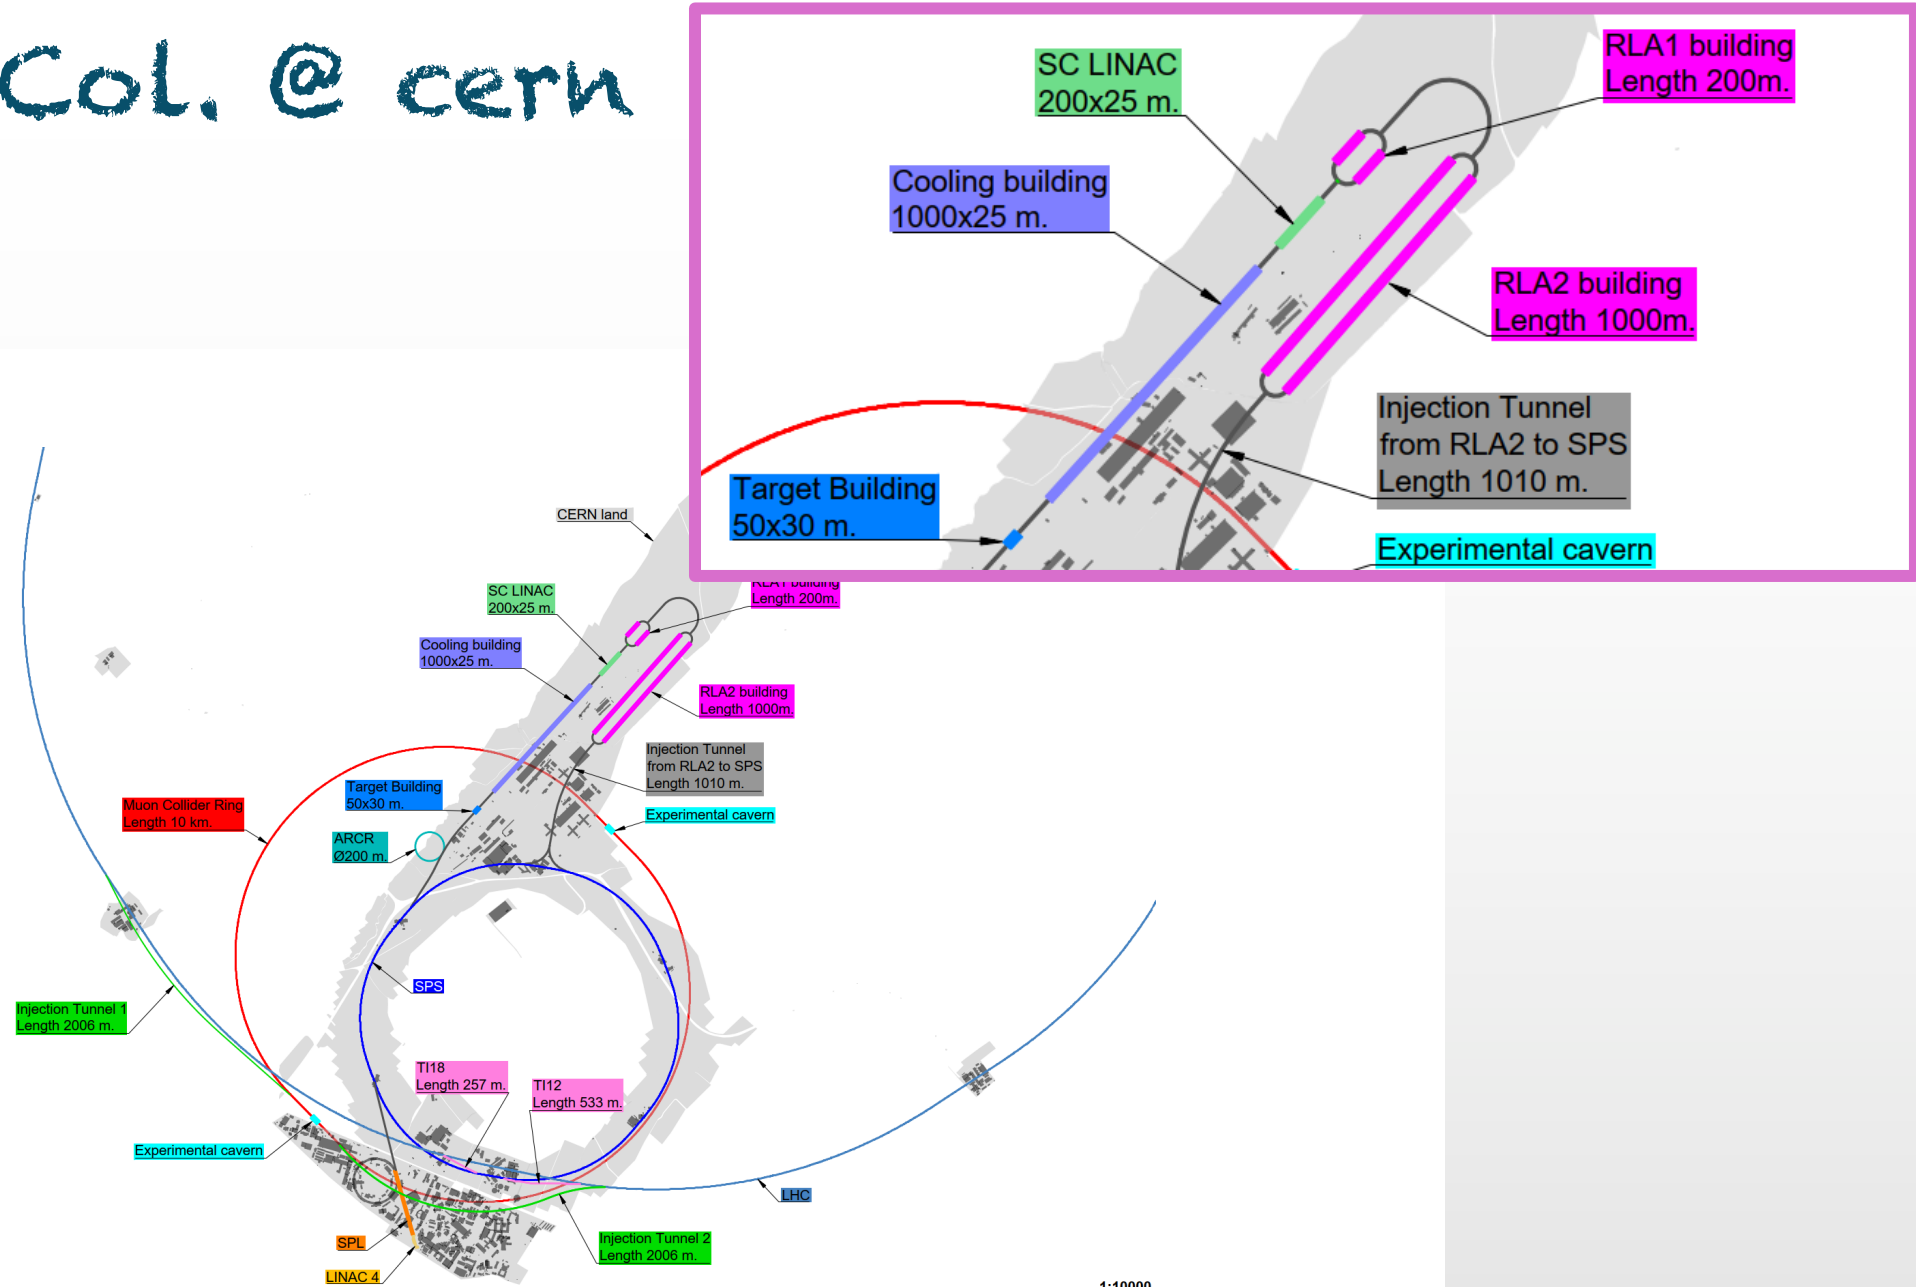 Col. @ cern
SC LINAC
200x25 m.
RLA1 building
Length 200m.
Cooling building
1000x25 m.
RLA2 building
Length 1000m.
Injection Tunnel
from RLA2 to SPS
Length 1010 m.
Target Building
50x30 m.
Experimental cavern
CERN land
SC LINAC
200x25 m.
RLA1 building
Length 200m.
Cooling building
1000x25 m.
RLA2 building
Length 1000m.
Injection Tunnel
from RLA2 to SPS
Length 1010 m.
Target Building
50x30 m.
Muon Collider Ring
Length 10 km.
Experimental cavern
ARCR
Ø200 m.
SPS
Injection Tunnel 1
Length 2006 m.
TI18
Length 257 m.
TI12
Length 533 m.
Experimental cavern
LHC
SPL
Injection Tunnel 2
Length 2006 m.
LINAC 4
1:10000